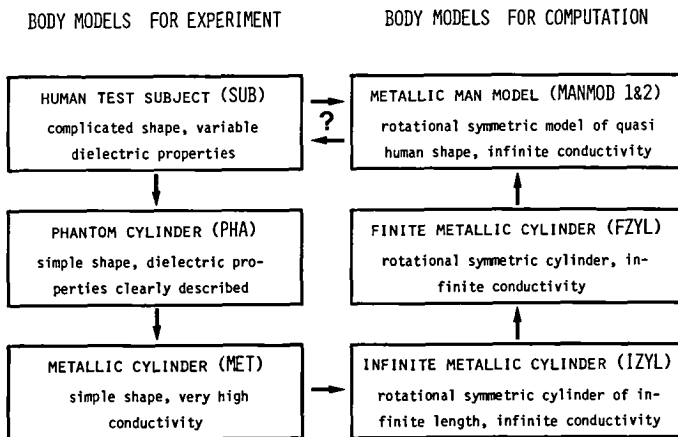 BODY MODELS FOR EXPERIMENT
BODY MODELS FOR COMPUTATION
HUMAN TEST SUBJECT (SUB)
complicated shape, variable
dielectric properties
?
METALLIC MAN MODEL (MANMOD 1&2)
rotational symmetric model of quasi
human shape, infinite conductivity
PHANTOM CYLINDER (PHA)
simple shape, dielectric pro-
perties clearly described
FINITE METALLIC CYLINDER (FZYL)
rotational symmetric cylinder, in-
finite conductivity
METALLIC CYLINDER (MET)
simple shape, very high
conductivity
INFINITE METALLIC CYLINDER (IZYL)
rotational symmetric cylinder of in-
finite length, infinite conductivity